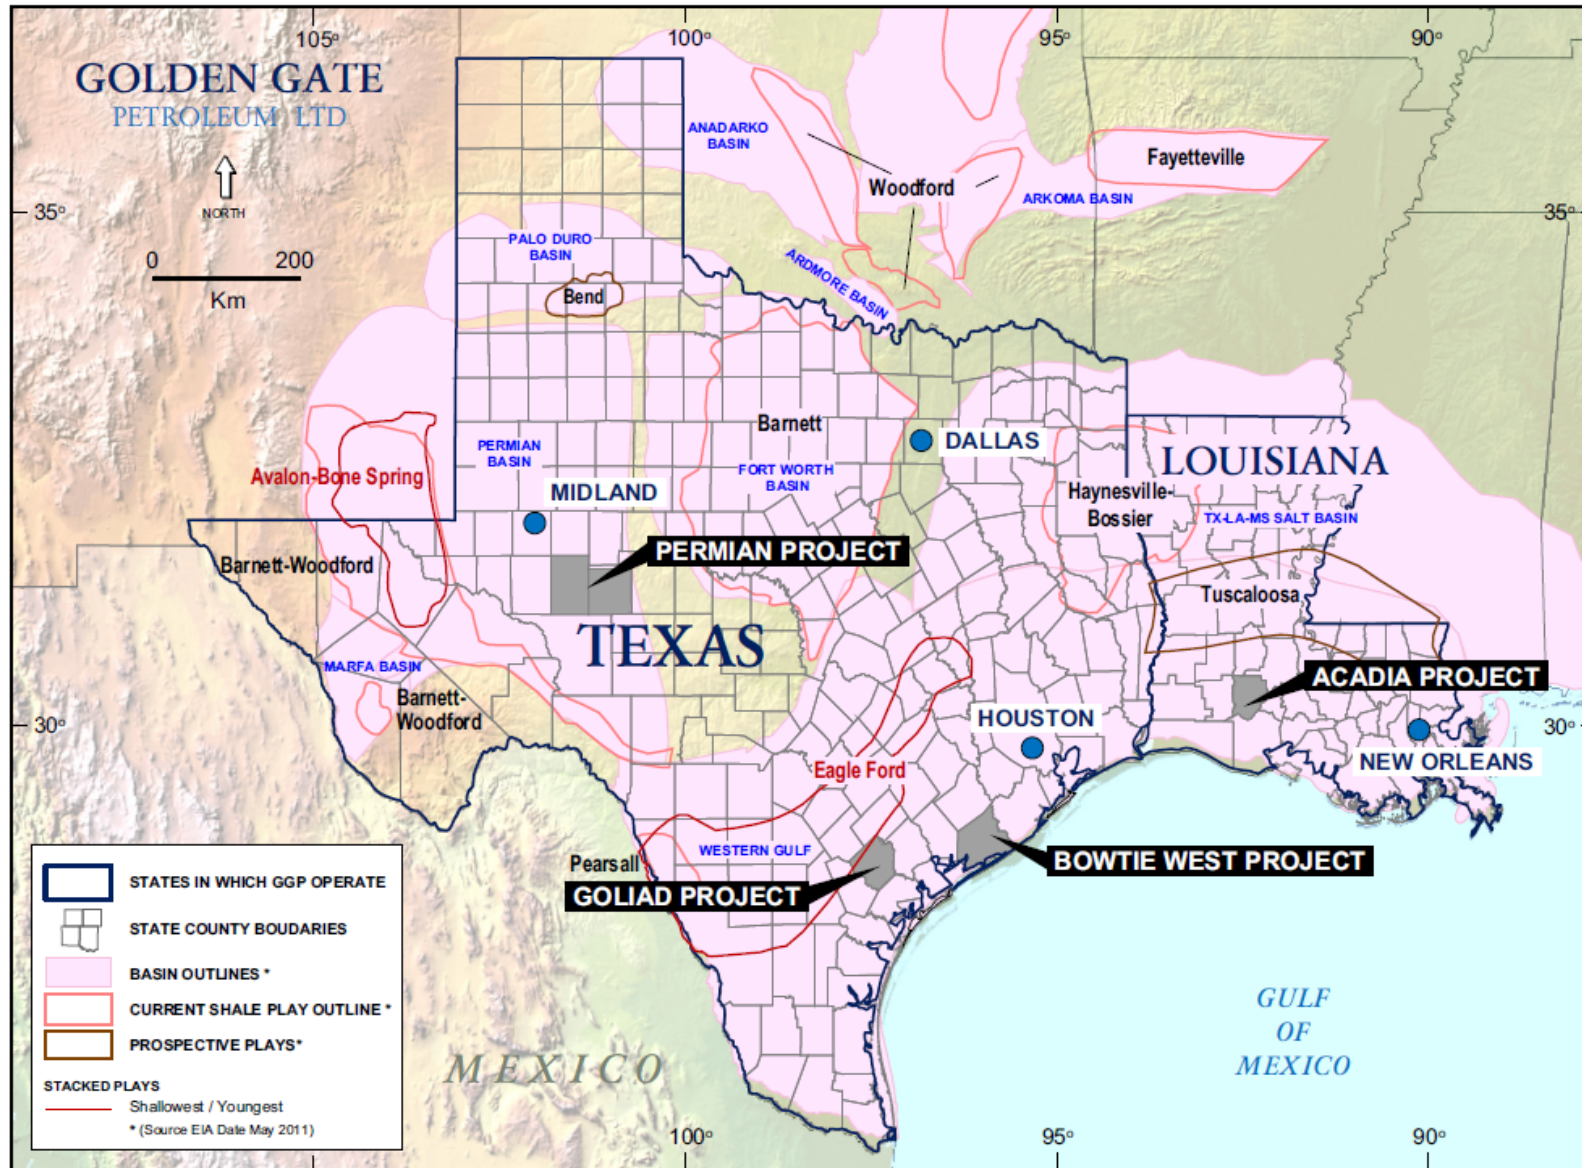 105°
100°
95°
90°
GOLDEN GATE
PETROLEUM LTD
NORTH
0 200
Km
35°
35°
30°
30°
ANADARKO
BASIN
Woodford
Fayetteville
ARKOMA BASIN
PALO DURO
BASIN
Bend
ARDMORE BASIN
Barnett
DALLAS
PERMIAN
BASIN
FORT WORTH
BASIN
LOUISIANA
Avalon-Bone Spring
MIDLAND
Haynesville-
Bossier
TX-LA-MS SALT BASIN
PERMIAN PROJECT
Barnett-Woodford
Tuscaloosa
TEXAS
MARFA BASIN
ACADIA PROJECT
Barnett-
Woodford
HOUSTON
NEW ORLEANS
Eagle Ford
WESTERN GULF
Pearsall
BOWTIE WEST PROJECT
GOLIAD PROJECT
GULF
OF
MEXICO
MEXICO
STATES IN WHICH GGP OPERATE
STATE COUNTY BOUDARIES
BASIN OUTLINES *
CURRENT SHALE PLAY OUTLINE *
PROSPECTIVE PLAYS*
STACKED PLAYS
Shallowest / Youngest
* (Source EIA Date May 2011)
100°
95°
90°